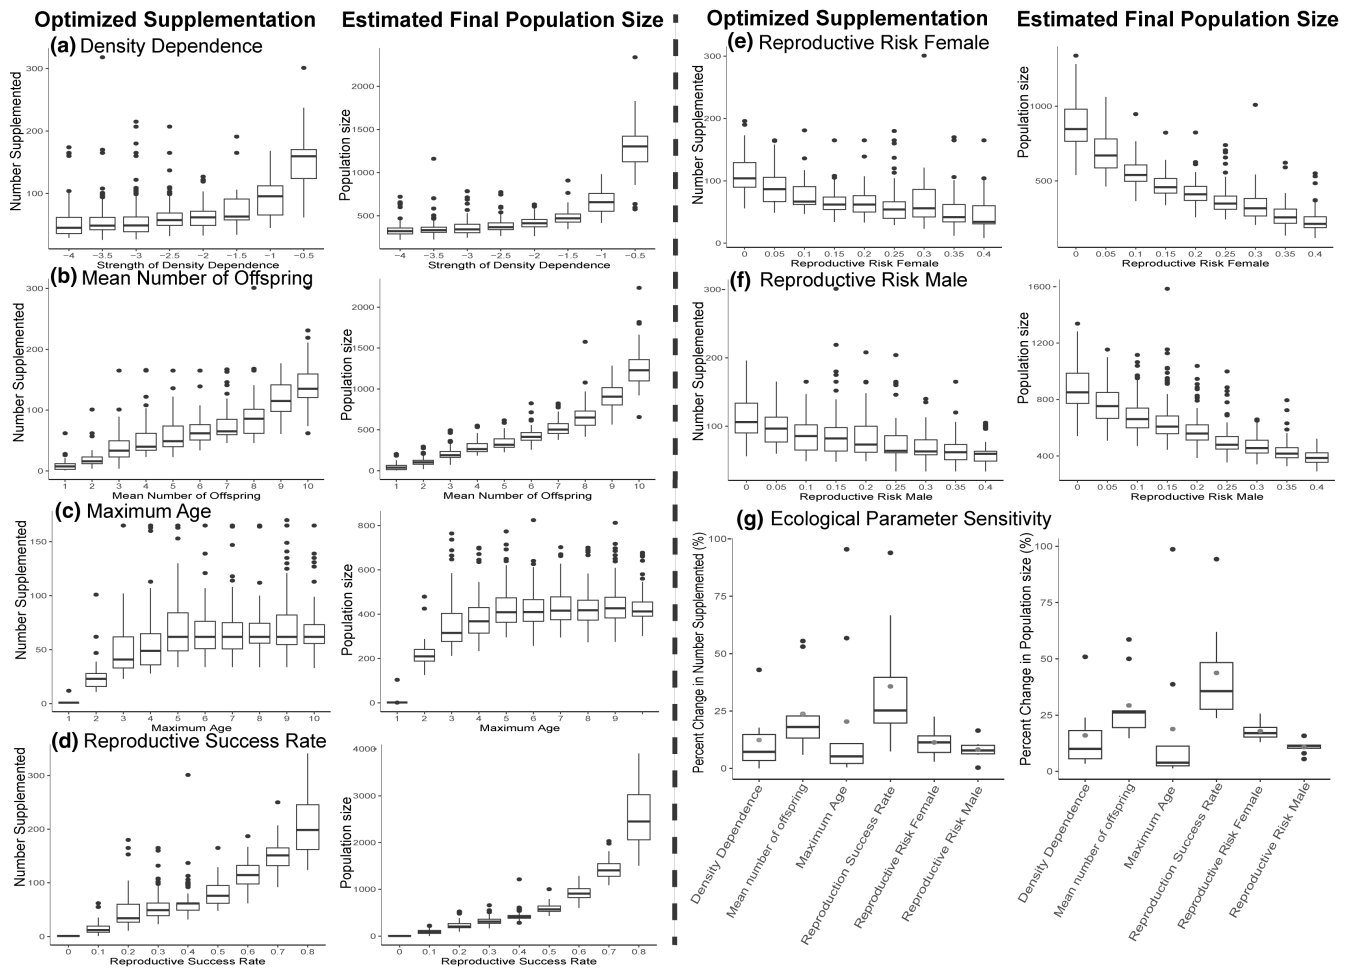 Optimized Supplementation
Estimated Final Population Size
Optimized Supplementation
Estimated Final Population Size
(a) Density Dependence
Number Supplemented
300
200
100
−4 −3.5 −3 −2.5 −2 −1.5 −1 −0.5
Strength of Density Dependence
Population size
2000
1500
1000
500
−4 −3.5 −3 −2.5 −2 −1.5 −1 −0.5
Strength of Density Dependence
(b) Mean Number of Offspring
Number Supplemented
300
200
100
0
1 2 3 4 5 6 7 8 9 10
Mean Number of Offspring
Population size
2000
1500
1000
500
0
1 2 3 4 5 6 7 8 9 10
Mean Number of Offspring
(c) Maximum Age
Number Supplemented
150
100
50
0
1 2 3 4 5 6 7 8 9 10
Maximum Age
Population size
800
600
400
200
0
1 2 3 4 5 6 7 8 9
Maximum Age
(d) Reproductive Success Rate
Number Supplemented
300
200
100
0
0 0.1 0.2 0.3 0.4 0.5 0.6 0.7 0.8
Reproductive Success Rate
Population size
4000
3000
2000
1000
0
0 0.1 0.2 0.3 0.4 0.5 0.6 0.7 0.8
Reproductive Success Rate
(e) Reproductive Risk Female
Number Supplemented
300
200
100
0
0 0.05 0.1 0.15 0.2 0.25 0.3 0.35 0.4
Reproductive Risk Female
Population size
1000
500
0 0.05 0.1 0.15 0.2 0.25 0.3 0.35 0.4
Reproductive Risk Female
(f) Reproductive Risk Male
Number Supplemented
300
200
100
0 0.05 0.1 0.15 0.2 0.25 0.3 0.35 0.4
Reproductive Risk Male
Population size
1600
1200
800
400
0 0.05 0.1 0.15 0.2 0.25 0.3 0.35 0.4
Reproductive Risk Male
(g) Ecological Parameter Sensitivity
Percent Change in Number Supplemented (%)
100
75
50
25
0
Density Dependence
Mean number of offspring
Maximum Age
Reproduction Success Rate
Reproductive Risk Female
Reproductive Risk Male
Percent Change in Population size (%)
100
75
50
25
0
Density Dependence
Mean number of offspring
Maximum Age
Reproduction Success Rate
Reproductive Risk Female
Reproductive Risk Male